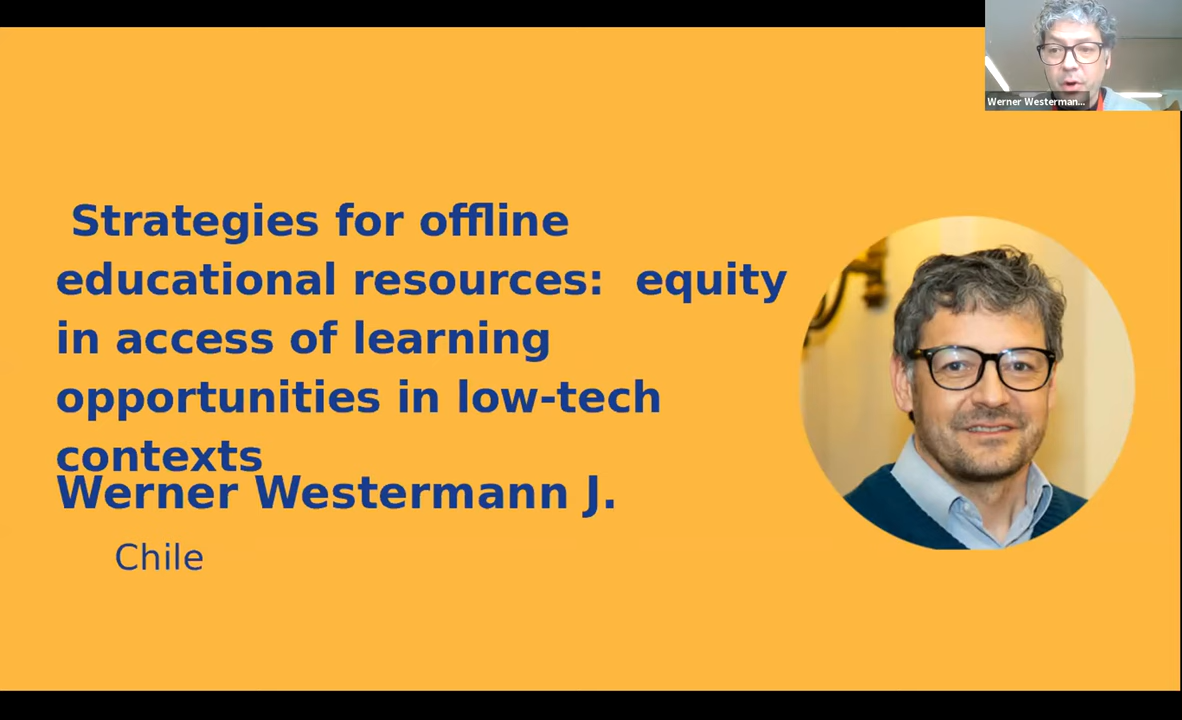 Werner Westerman...
Strategies for offline
educational resources: equity
in access of learning
opportunities in low-tech
contexts
Werner Westermann J.
Chile